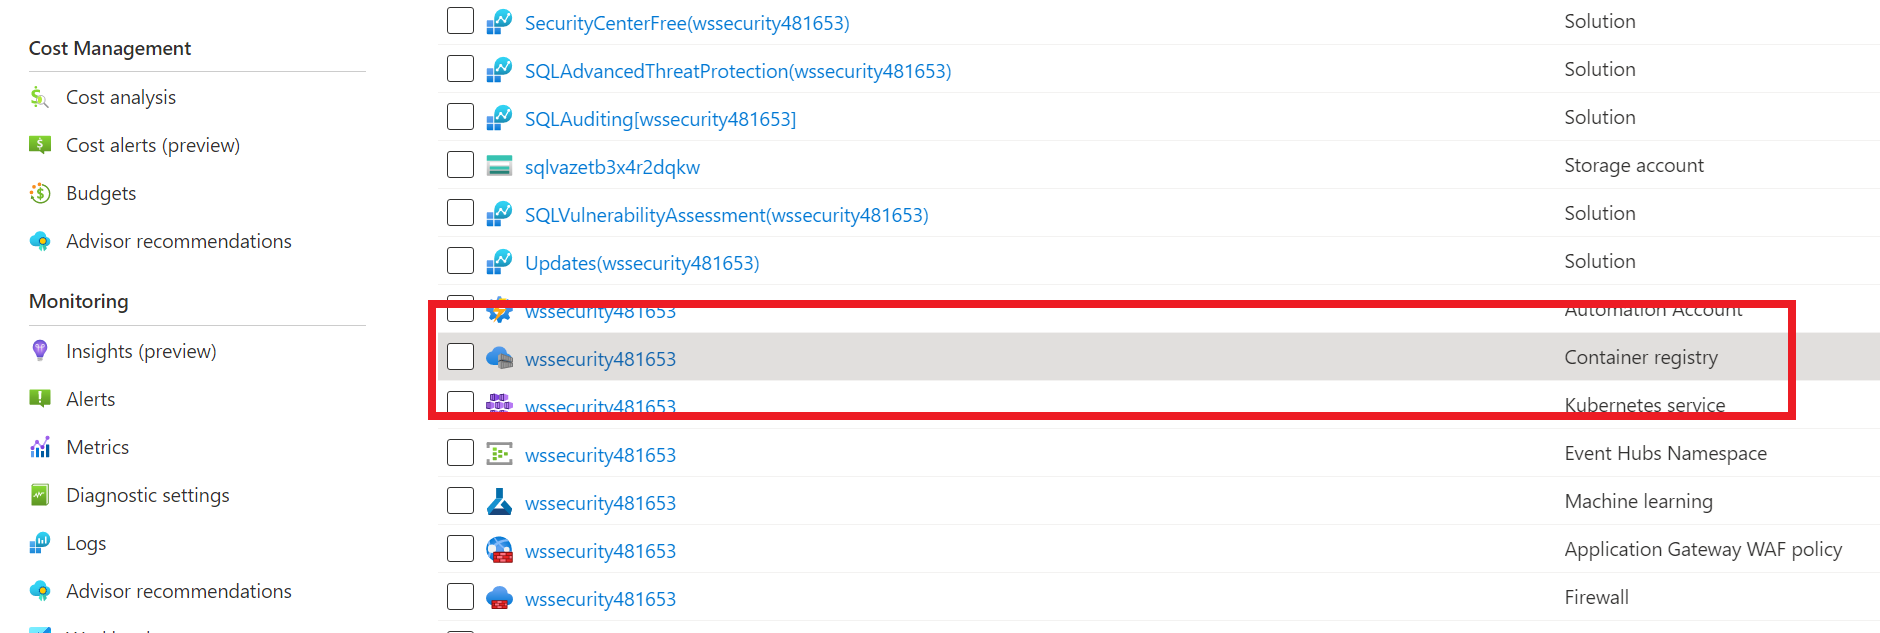 Cost Management
Cost analysis
Cost alerts (preview)
Budgets
Advisor recommendations
Monitoring
Insights (preview)
Alerts
Metrics
Diagnostic settings
Logs
Advisor recommendations
SecurityCenterFree(wssecurity481653) Solution
SQLAdvancedThreatProtection(wssecurity481653) Solution
SQLAuditing[wssecurity481653] Solution
sqlvazetb3x4r2dqkw Storage account
SQLVulnerabilityAssessment(wssecurity481653) Solution
Updates(wssecurity481653) Solution
wssecurity481653 Automation Account
wssecurity481653 Container registry
wssecurity481653 Kubernetes service
wssecurity481653 Event Hubs Namespace
wssecurity481653 Machine learning
wssecurity481653 Application Gateway WAF policy
wssecurity481653 Firewall